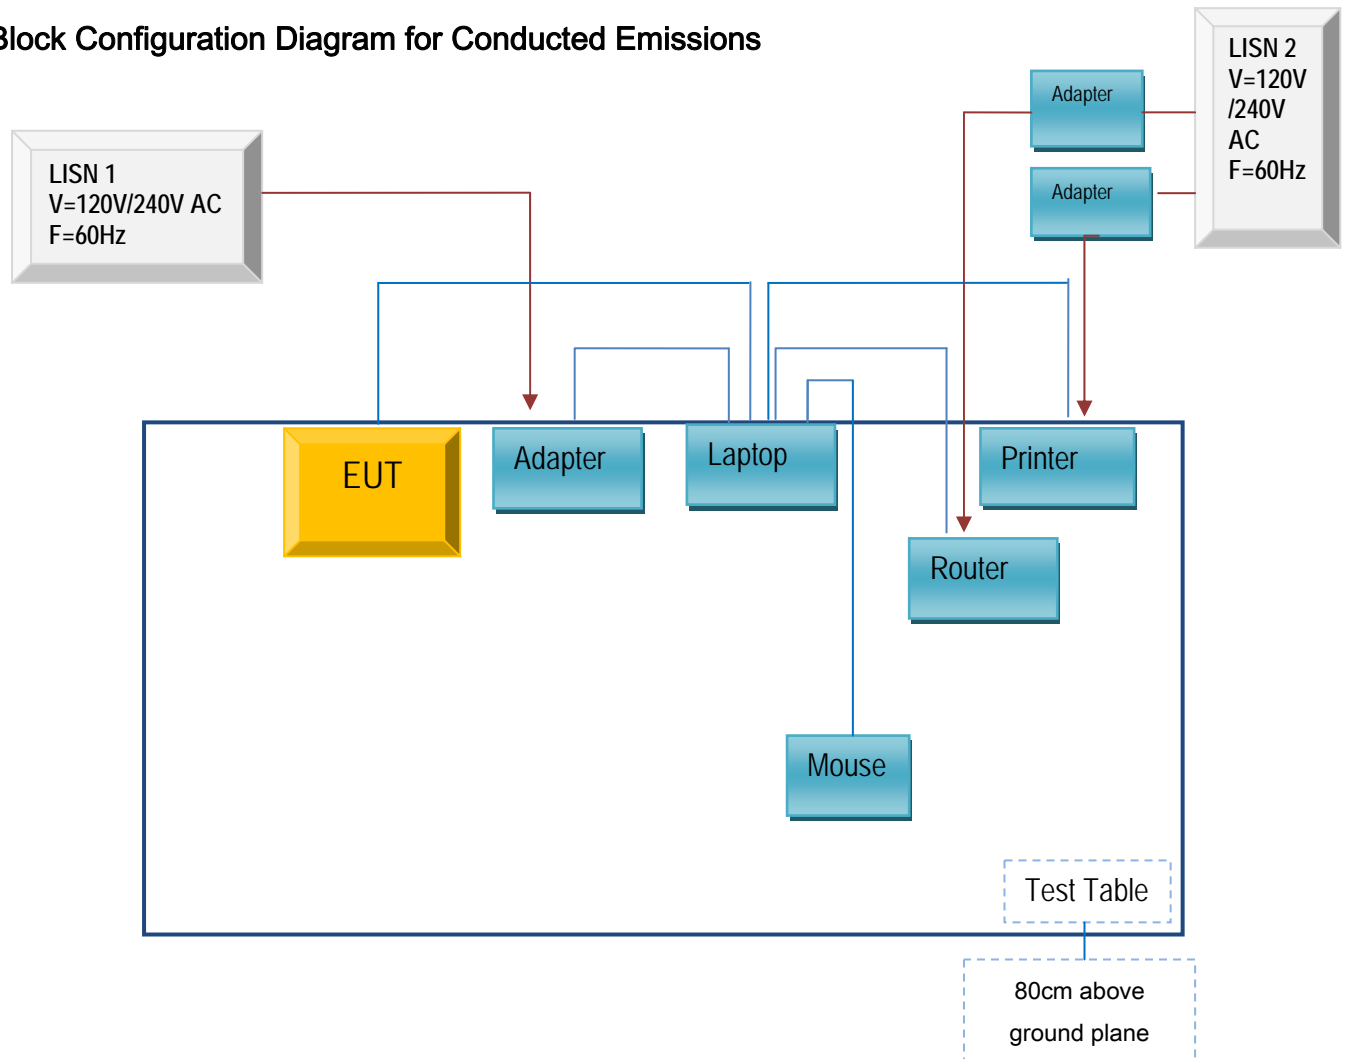 Block Configuration Diagram for Conducted Emissions
LISN 2
V=120V
/240V
AC
F=60Hz
Adapter
Adapter
LISN 1
V=120V/240V AC
F=60Hz
EUT
Adapter
Laptop
Printer
Router
Mouse
Test Table
80cm above
ground plane